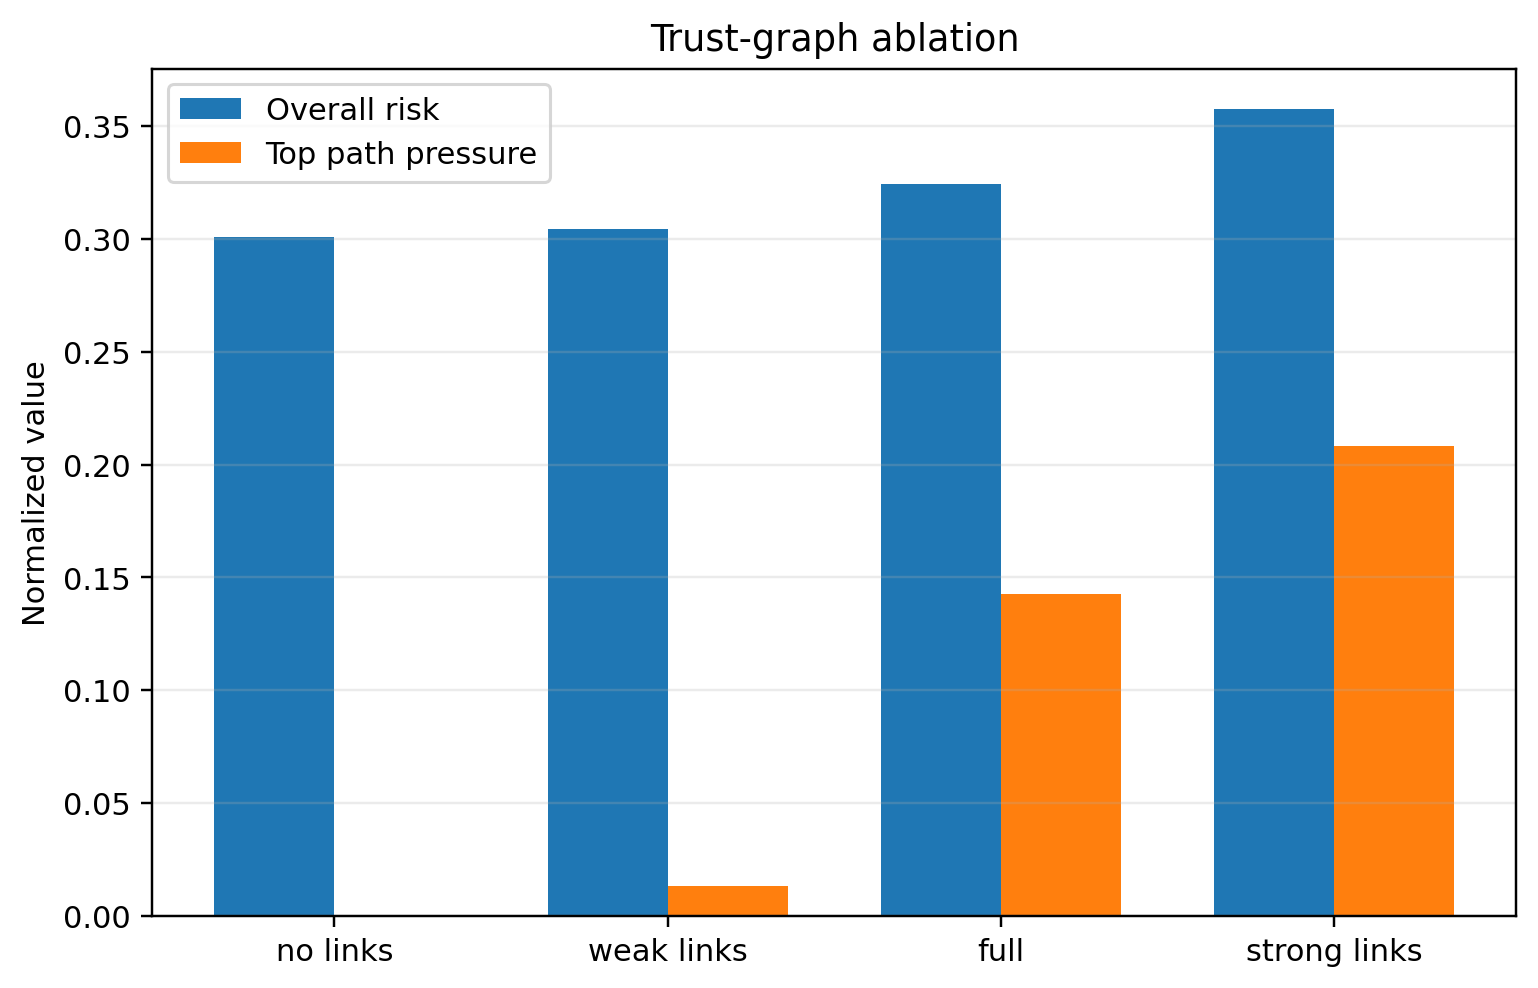 Trust-graph ablation
Overall risk
Top path pressure
Normalized value
0.35
0.30
0.25
0.20
0.15
0.10
0.05
0.00
no links
weak links
full
strong links